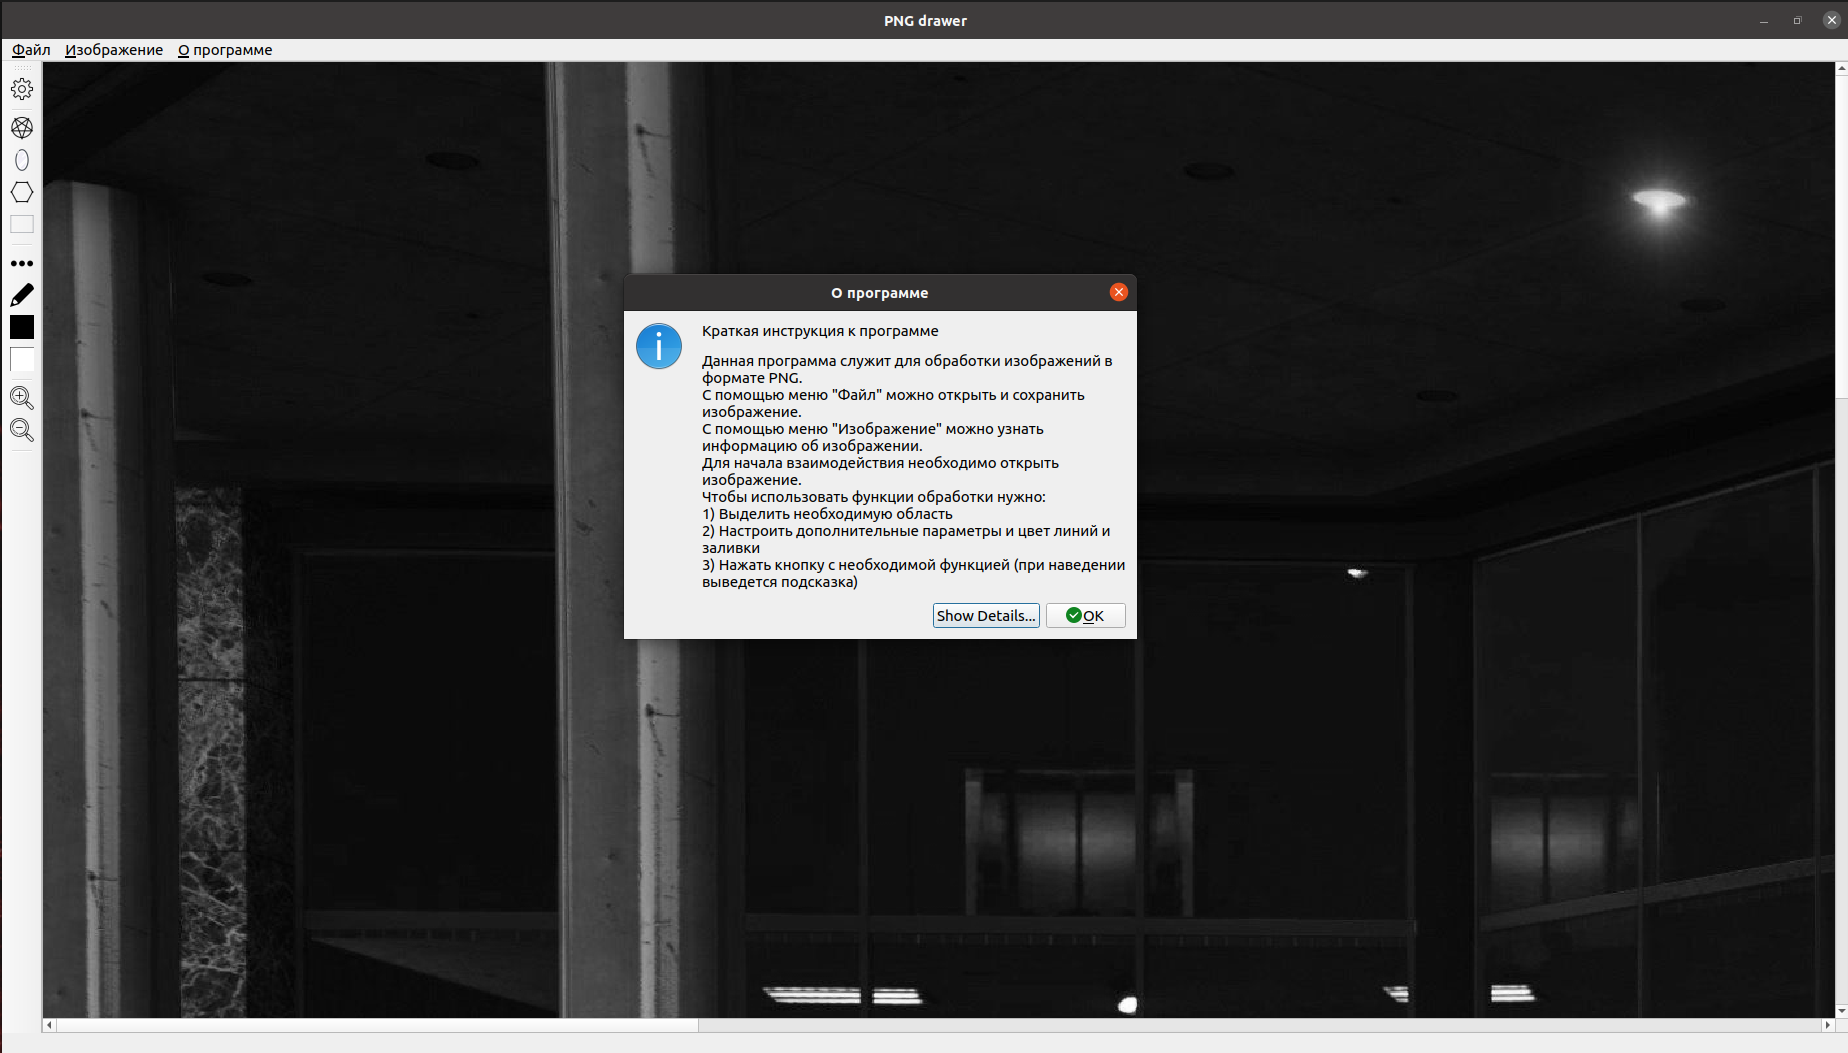 PNG drawer
Файл Изображение О программе
О программе
Краткая инструкция к программе
Данная программа служит для обработки изображений в
формате PNG.
С помощью меню "Файл" можно открыть и сохранить
изображение.
С помощью меню "Изображение" можно узнать
информацию об изображении.
Для начала взаимодействия необходимо открыть
изображение.
Чтобы использовать функции обработки нужно:
1) Выделить необходимую область
2) Настроить дополнительные параметры и цвет линий и
заливки
3) Нажать кнопку с необходимой функцией (при наведении
выведется подсказка)
Show Details... OK